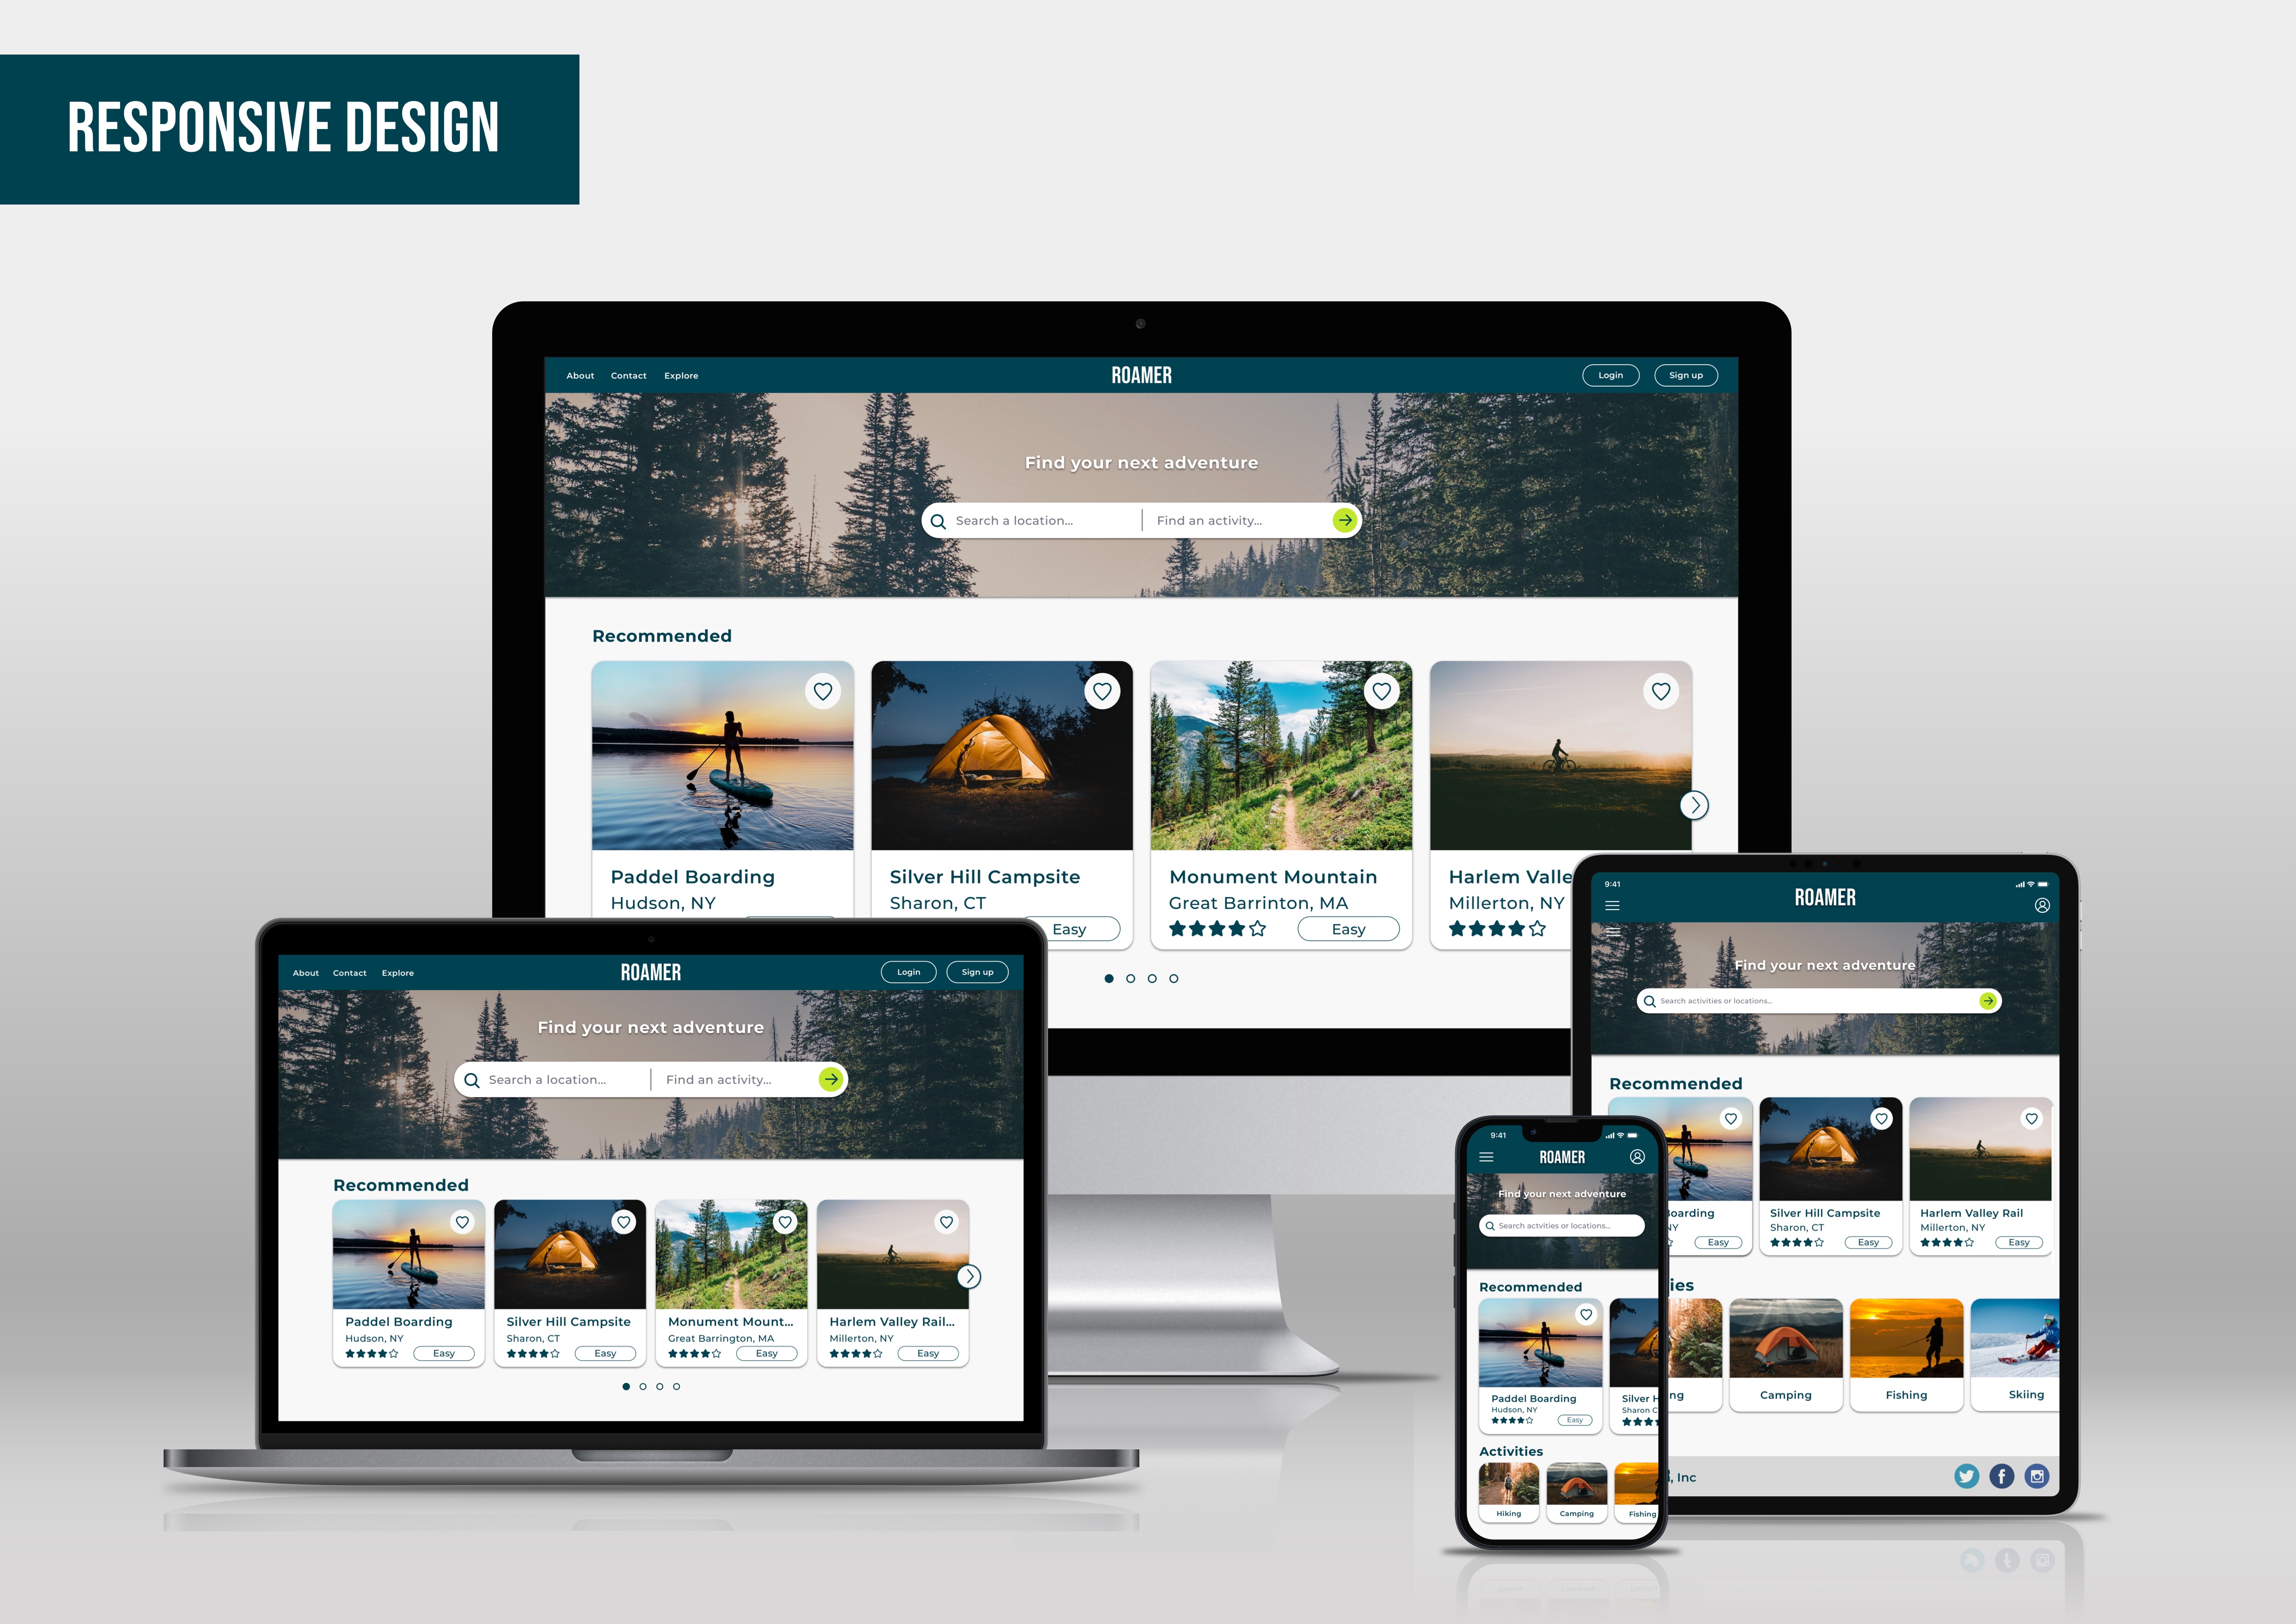 RESPONSIVE DESIGN
About Contact Explore ROAMER Login Sign up
Find your next adventure
Search a location... Find an activity...
Recommended
Paddel Boarding
Hudson, NY
Silver Hill Campsite
Sharon, CT
Easy
Monument Mountain
Great Barrinton, MA
Easy
Harlem Valle
Millerton, NY
About Contact Explore ROAMER Login Sign up
Find your next adventure
Search a location... Find an activity...
Recommended
Paddel Boarding
Hudson, NY
Easy
Silver Hill Campsite
Sharon, CT
Easy
Monument Mount...
Great Barrington, MA
Easy
Harlem Valley Rail...
Millerton, NY
Easy
9:41
ROAMER
Find your next adventure
Search actvities or locations...
Recommended
Paddel Boarding
Hudson, NY
Easy
Silver H
Sharon C
Activities
Hiking Camping Fishing
9:41
ROAMER
Find your next adventure
Search activities or locations...
Recommended
oarding
NY
Easy
Silver Hill Campsite
Sharon, CT
Easy
Harlem Valley Rail
Millerton, NY
Easy
ies
ng Camping Fishing Skiing
, Inc